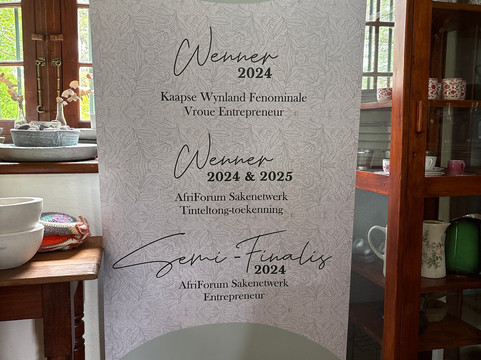 Wenner
2024
Kaapse Wynland Fenominale
Vroue Entrepreneur
Wenner
2024 & 2025
AfriForum Sakenetwerk
Tinteltong-toekenning
Semi-Finalis
2024
AfriForum Sakenetwerk
Entrepreneur